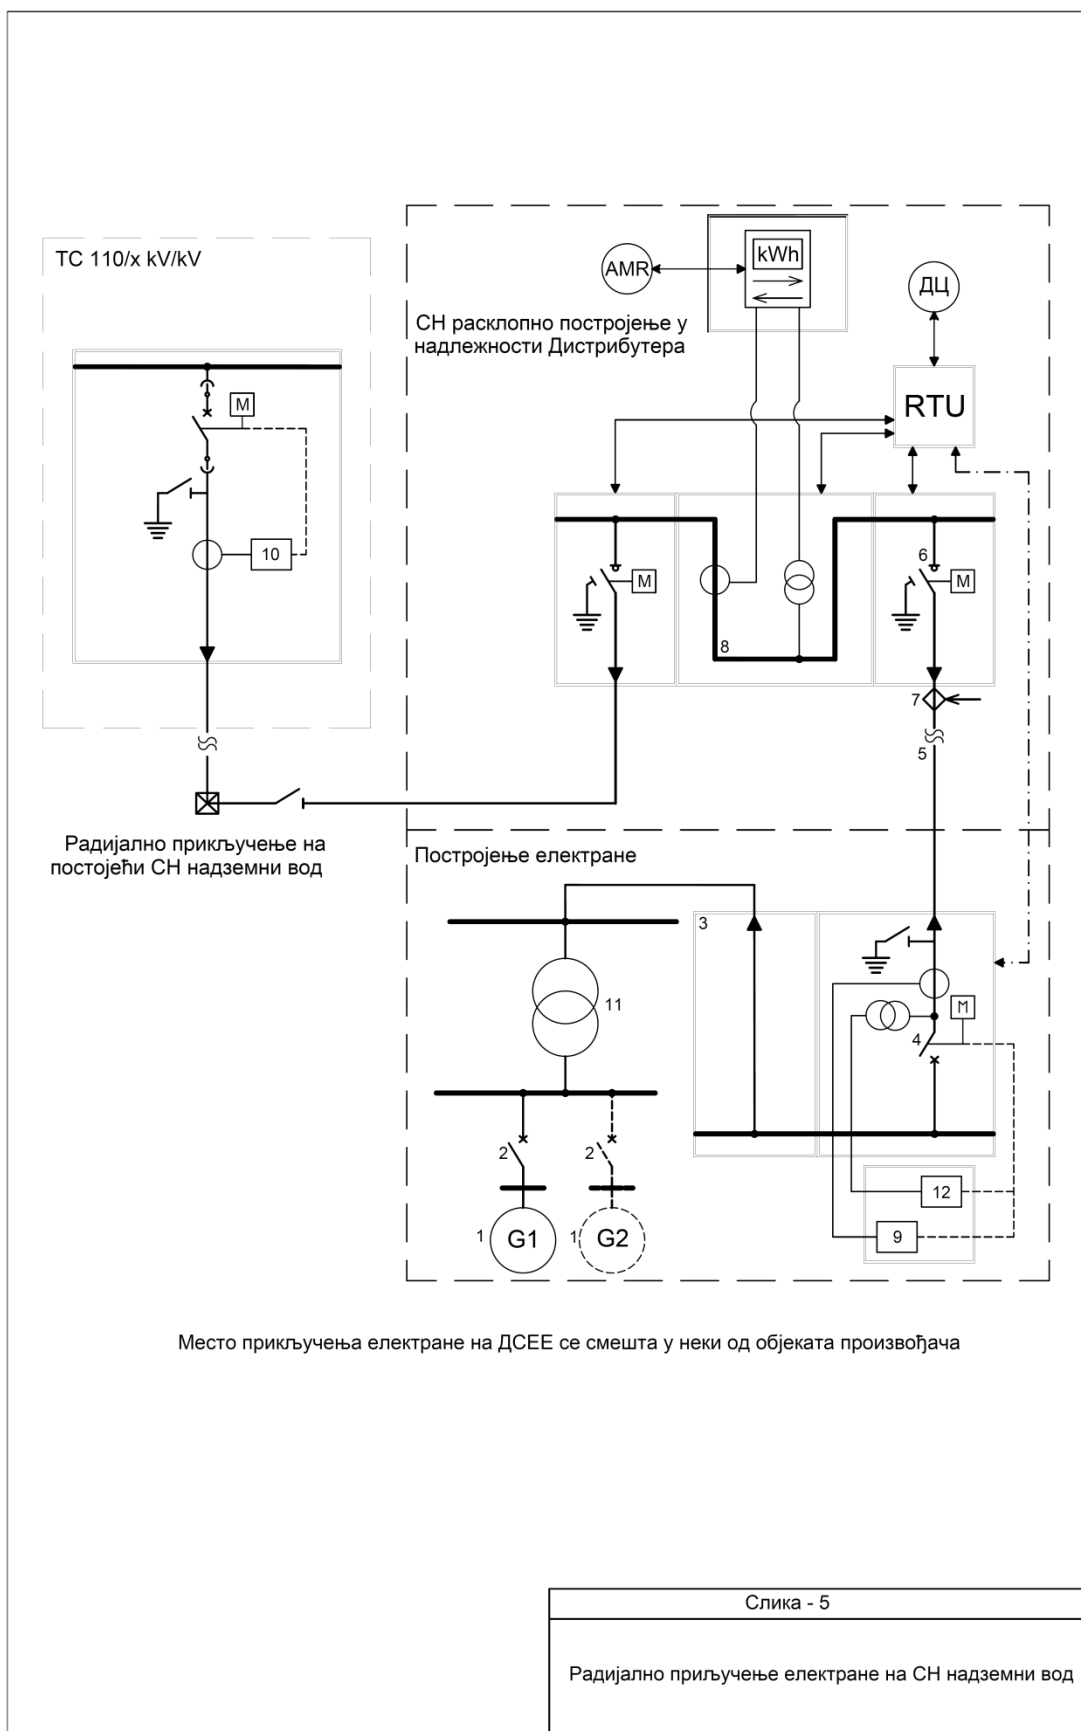 ТС 110/x kV/kV
M
10
Радијално прикључење на
постојећи СН надземни вод
СН расклопно постројење у
надлежности Дистрибутера
AMR
kWh
ДЦ
RTU
M
8
6
M
7
5
Постројење електране
11
2
2
1
G1
1
G2
3
M
4
12
9
Место прикључења електране на ДСЕЕ се смешта у неки од објеката произвођача
Слика - 5
Радијално приључење електране на СН надземни вод